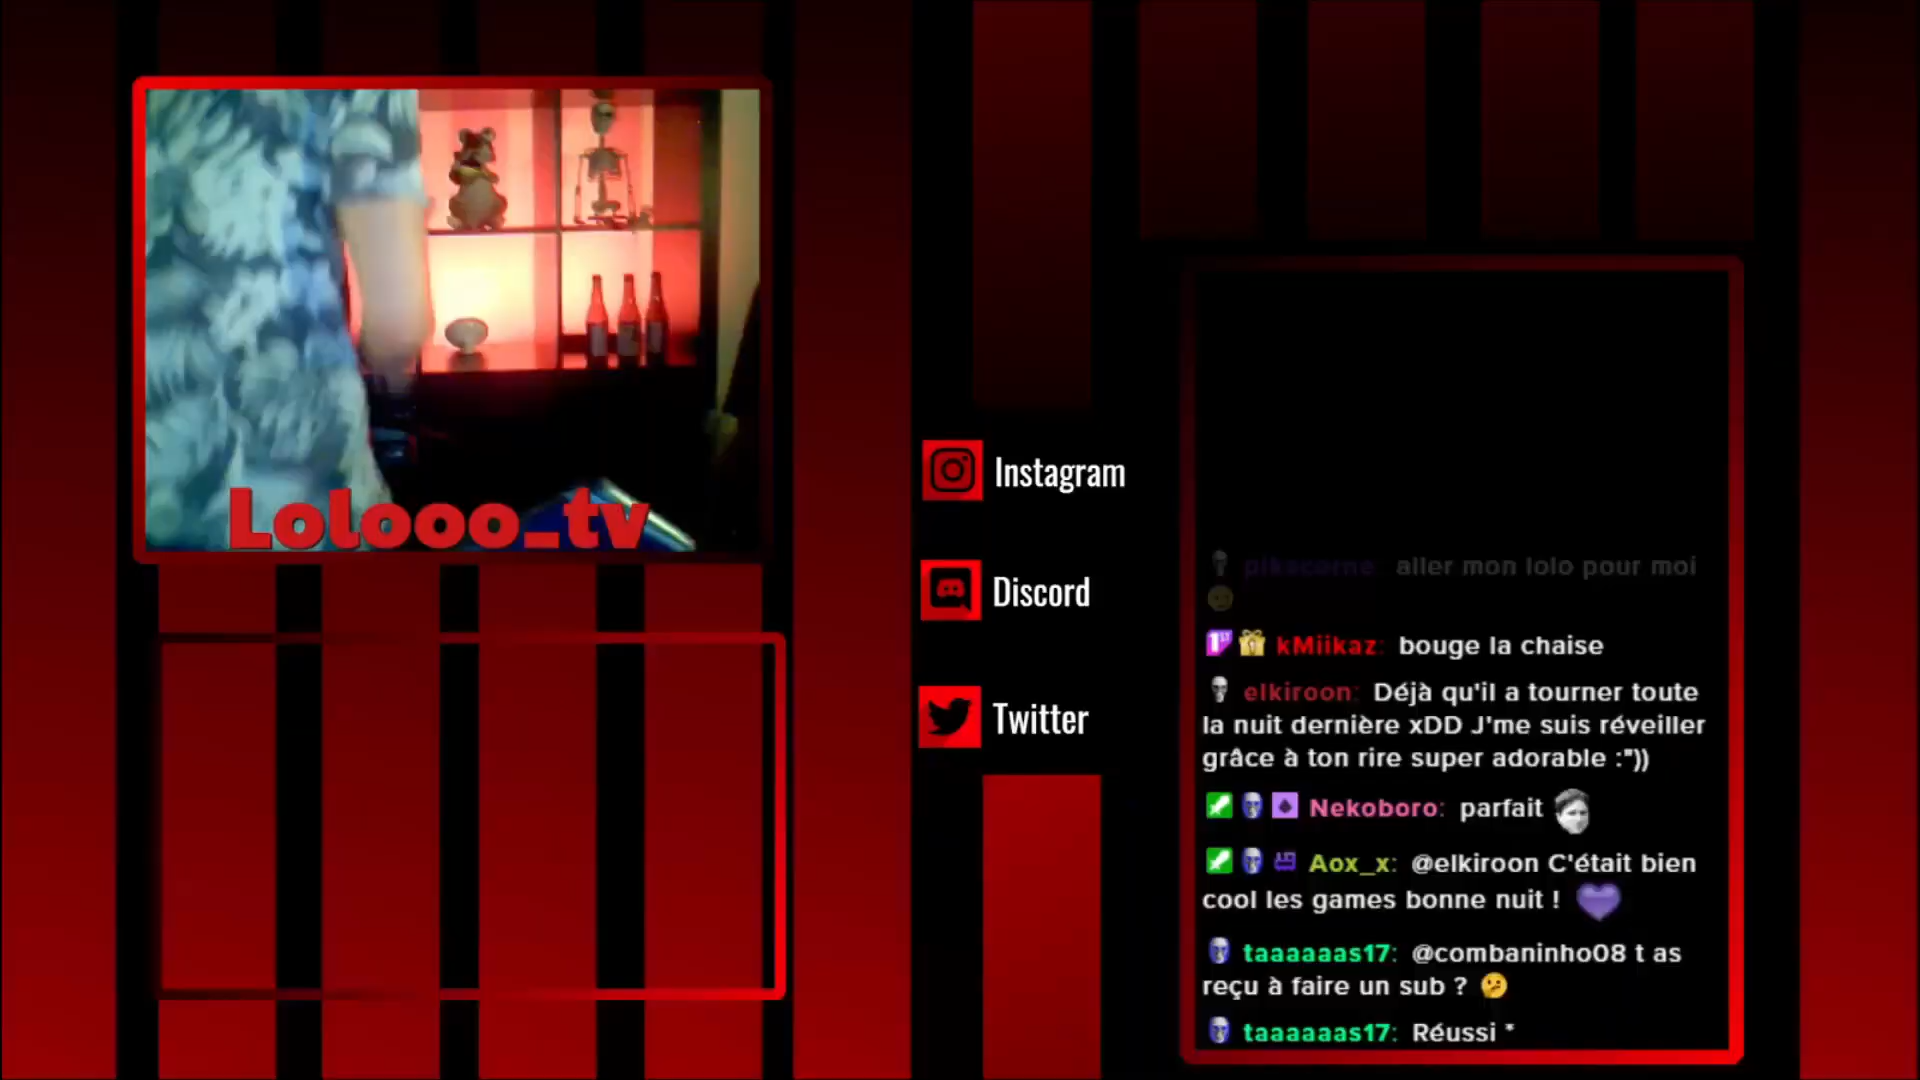 Lolooo_tv
Instagram
Discord
Twitter
pikacorne: aller mon lolo pour moi
kMiikaz: bouge la chaise
elkiroon: Déjà qu'il a tourner toute
la nuit dernière xDD J'me suis réveiller
grâce à ton rire super adorable :"))
Nekoboro: parfait
Aox_x: @elkiroon C'était bien
cool les games bonne nuit !
taaaaaas17: @combaninho08 t as
reçu à faire un sub ?
taaaaaas17: Réussi *